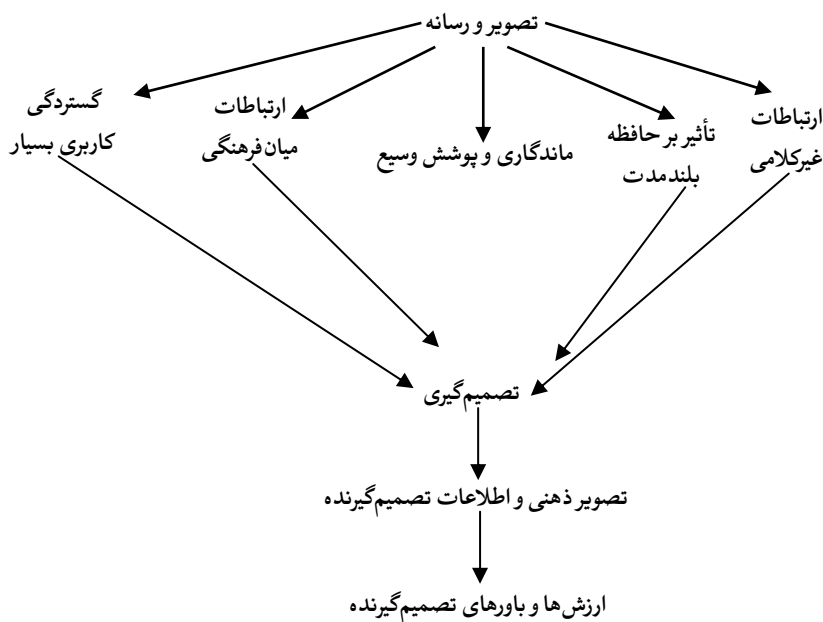 تصویر و رسانه
ارتباطات
غیرکلامی
تأثیر بر حافظه
بلندمدت
ماندگاری و پوشش وسیع
ارتباطات
میان‌فرهنگی
گستردگی
کاربری بسیار
تصمیم‌گیری
تصویر ذهنی و اطلاعات تصمیم‌گیرنده
ارزش‌ها و باورهای تصمیم‌گیرنده